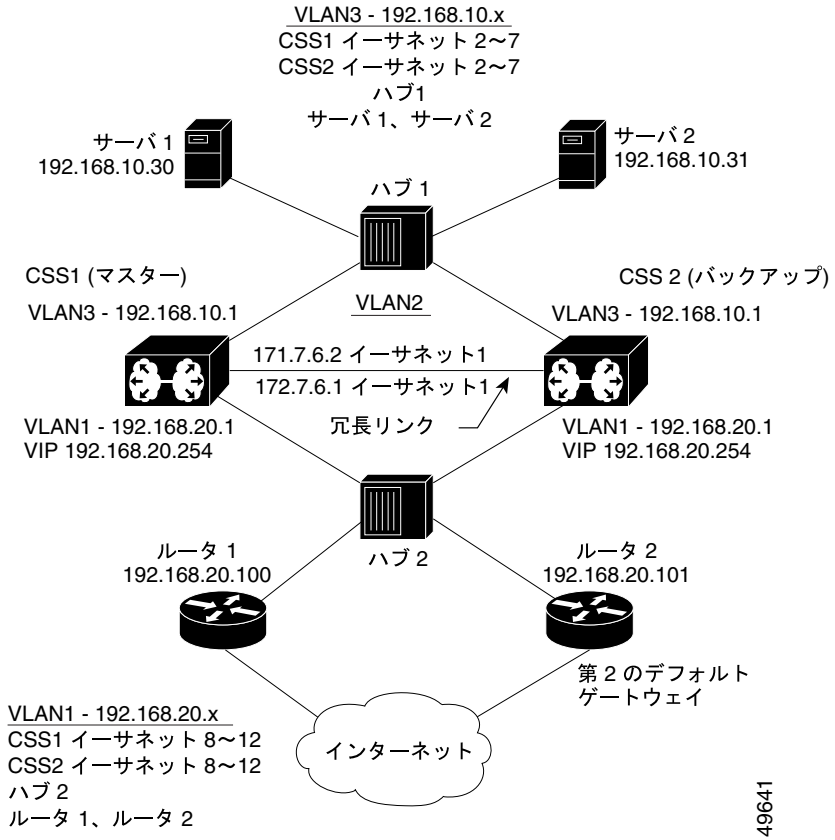 VLAN3 - 192.168.10.x
CSS1 イーサネット 2～7
CSS2 イーサネット 2～7
ハブ1
サーバ 1、サーバ 2
サーバ 1
192.168.10.30
サーバ 2
192.168.10.31
ハブ 1
CSS1 (マスター)
CSS 2 (バックアップ)
VLAN3 - 192.168.10.1
VLAN2
VLAN3 - 192.168.10.1
171.7.6.2 イーサネット1
172.7.6.1 イーサネット1
冗長リンク
VLAN1 - 192.168.20.1
VIP 192.168.20.254
VLAN1 - 192.168.20.1
VIP 192.168.20.254
ルータ 1
192.168.20.100
ハブ 2
ルータ 2
192.168.20.101
第 2 のデフォルト
ゲートウェイ
VLAN1 - 192.168.20.x
CSS1 イーサネット 8～12
CSS2 イーサネット 8～12
ハブ 2
ルータ 1、ルータ 2
インターネット
49641